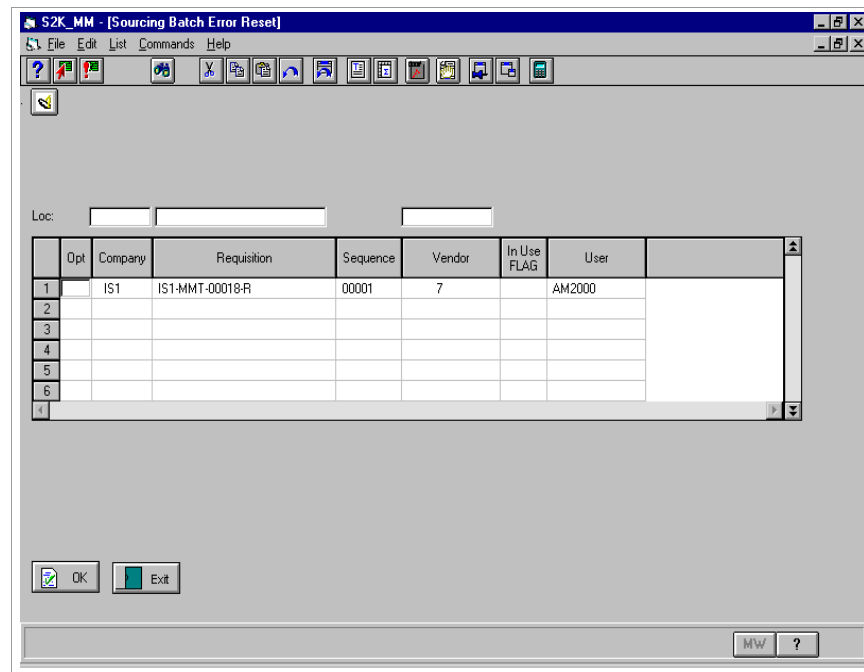 S2K_MM - [Sourcing Batch Error Reset]
File Edit List Commands Help
Loc:
Opt Company Requisition Sequence Vendor In Use FLAG User
1 IS1 IS1-MMT-00018-R 00001 7 AM2000
2
3
4
5
6
OK Exit
MW ?